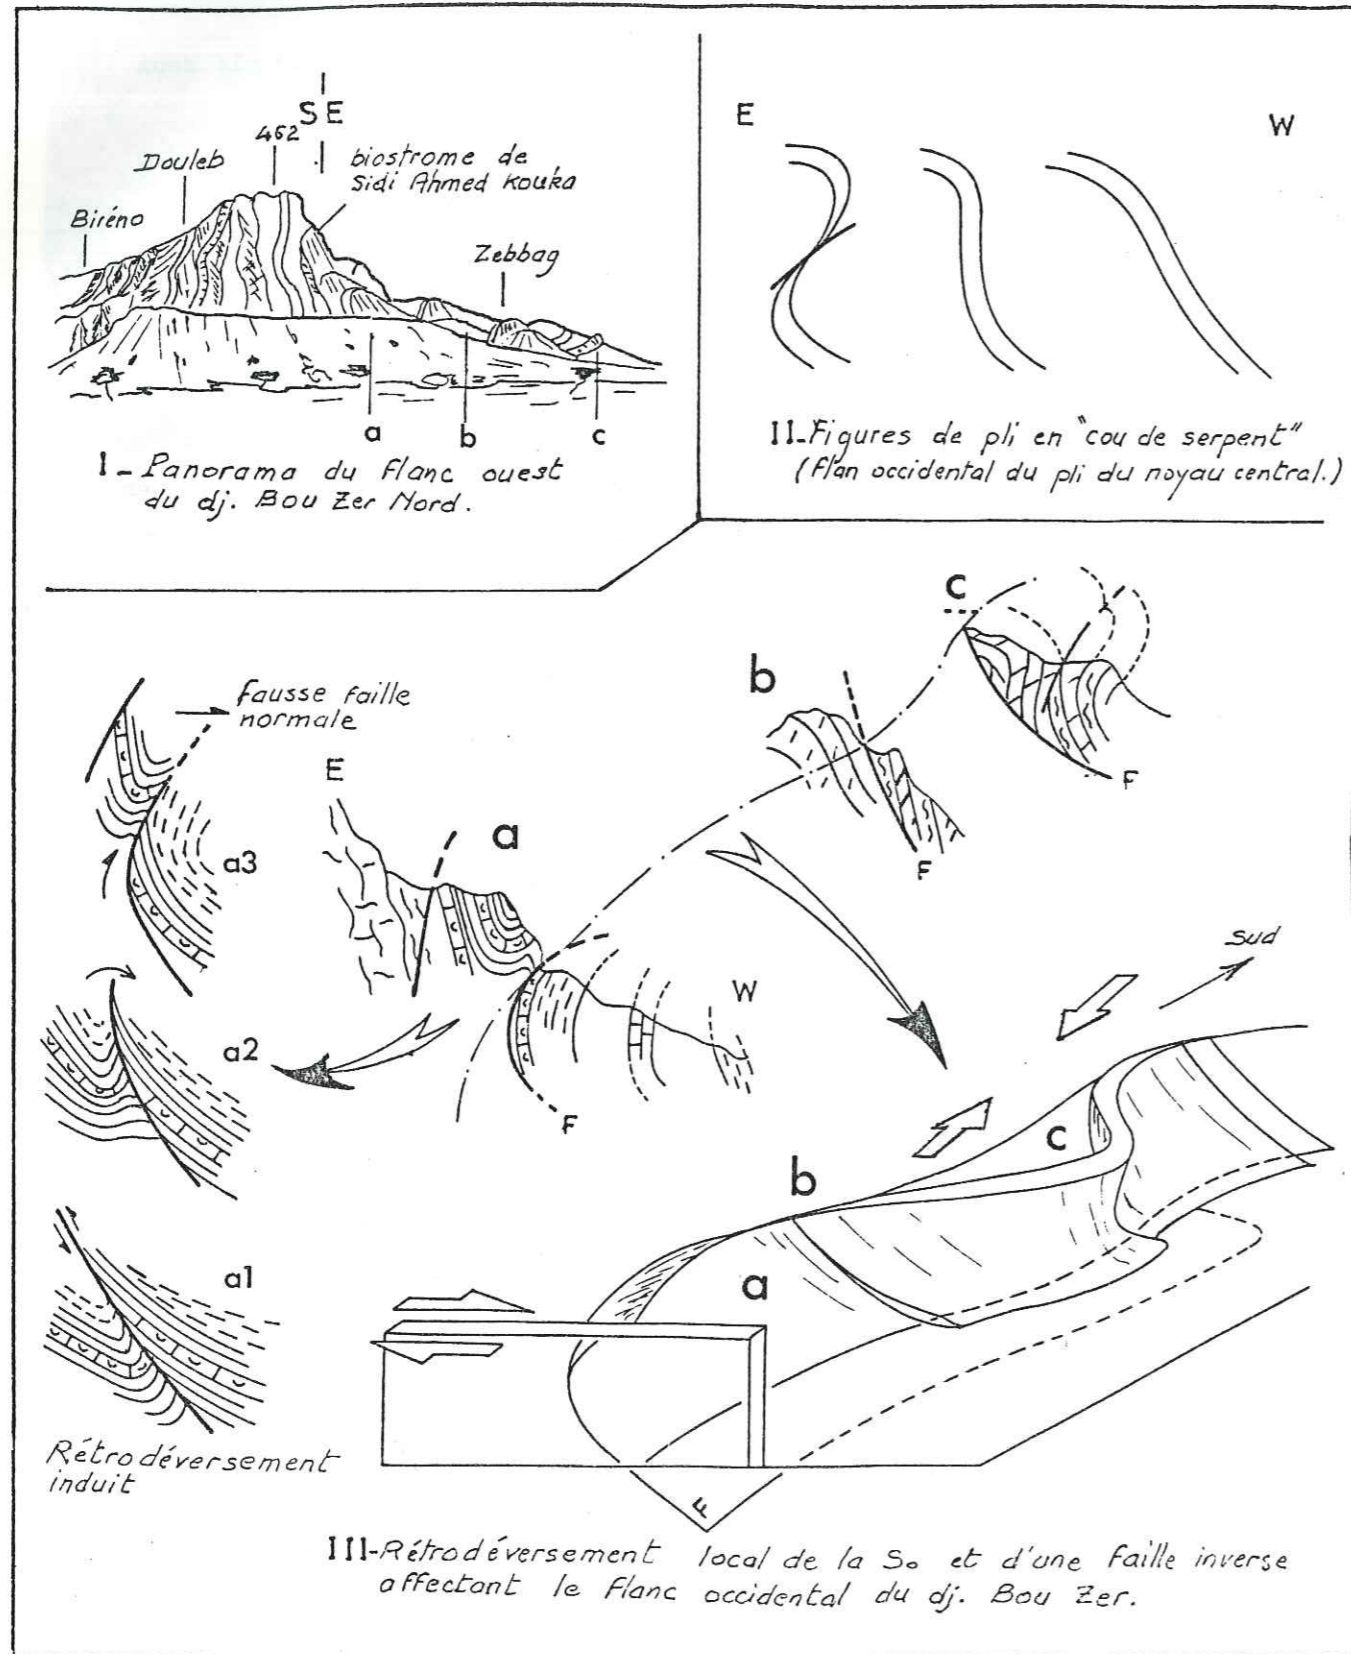 SE
462
Douleb
biostrome de
Sidi Ahmed Kouka
Biréno
Zebbag
a
b
c
I - Panorama du flanc ouest
du dj. Bou Zer Nord.
E
W
II-Figures de pli en "cou de serpent"
(flan occidental du pli du noyau central.)
fausse faille
normale
a3
a2
a1
Rétrodéversement
induit
E
a
W
F
b
F
c
F
Sud
c
b
a
F
III-Rétrodéversement local de la So et d'une faille inverse
affectant le flanc occidental du dj. Bou Zer.